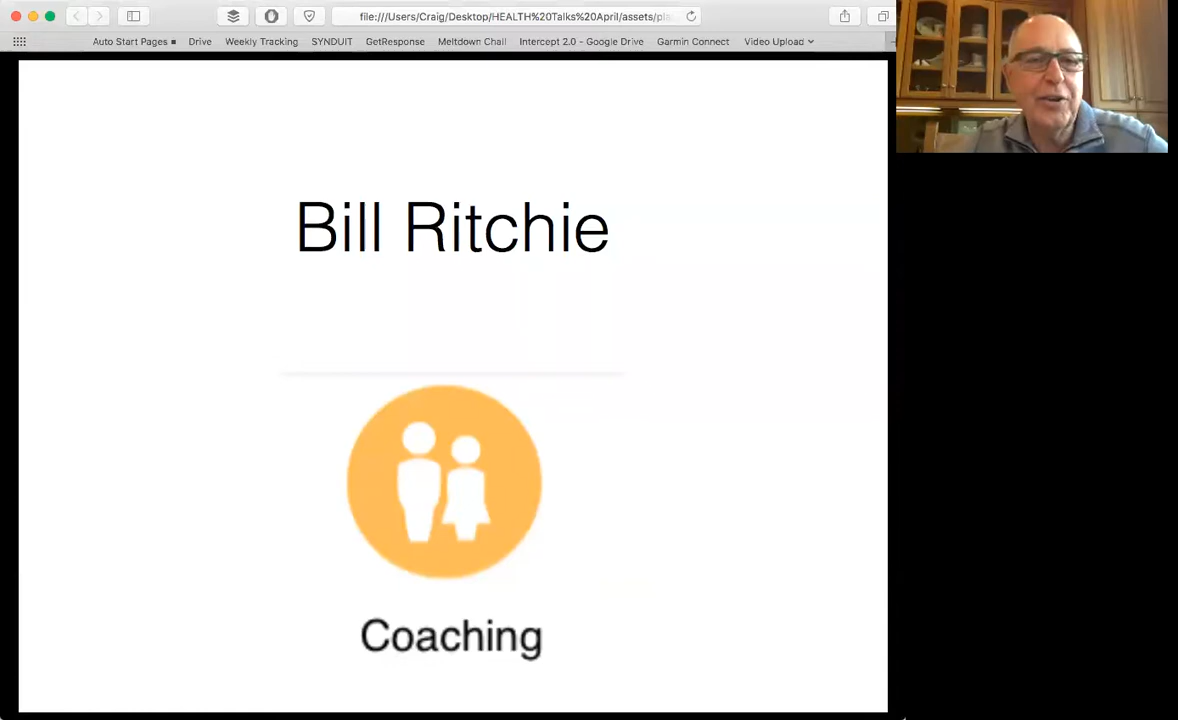 file:///Users/Craig/Desktop/HEALTH%20Talks%20April/assets/pla
Auto Start Pages Drive Weekly Tracking SYNDUIT GetResponse Meltdown Chall Intercept 2.0 – Google Drive Garmin Connect Video Upload
Bill Ritchie
Coaching